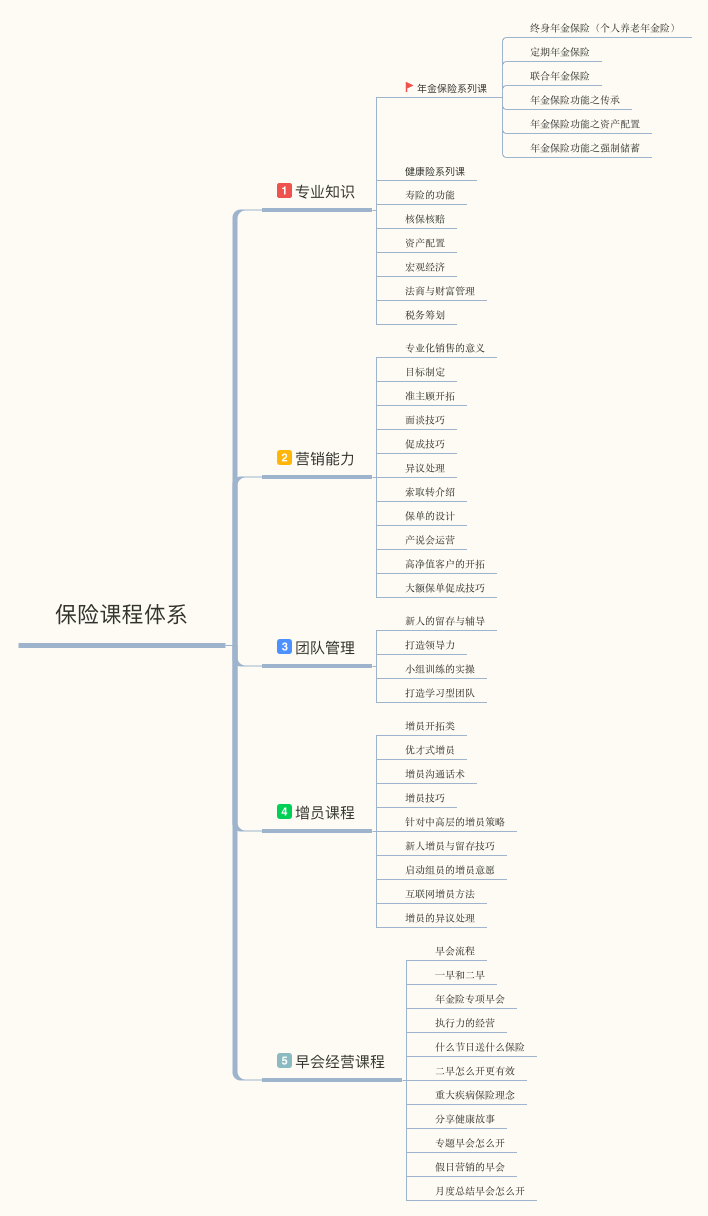 保险课程体系
1 专业知识
年金保险系列课
终身年金保险（个人养老年金险）
定期年金保险
联合年金保险
年金保险功能之传承
年金保险功能之资产配置
年金保险功能之强制储蓄
健康险系列课
寿险的功能
核保核赔
资产配置
宏观经济
法商与财富管理
税务筹划
2 营销能力
专业化销售的意义
目标制定
准主顾开拓
面谈技巧
促成技巧
异议处理
索取转介绍
保单的设计
产说会运营
高净值客户的开拓
大额保单促成技巧
3 团队管理
新人的留存与辅导
打造领导力
小组训练的实操
打造学习型团队
4 增员课程
增员开拓类
优才式增员
增员沟通话术
增员技巧
针对中高层的增员策略
新人增员与留存技巧
启动组员的增员意愿
互联网增员方法
增员的异议处理
5 早会经营课程
早会流程
一早和二早
年金险专项早会
执行力的经营
什么节日送什么保险
二早怎么开更有效
重大疾病保险理念
分享健康故事
专题早会怎么开
假日营销的早会
月度总结早会怎么开